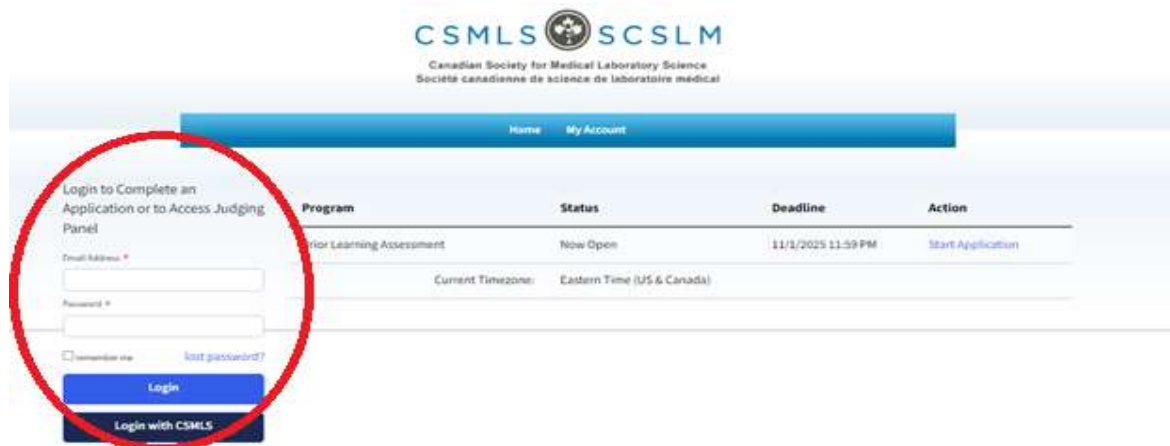 CSMLS SCSLM
Canadian Society for Medical Laboratory Science
Société canadienne de science de laboratoire médical
Home My Account
Login to Complete an
Application or to Access Judging
Panel
Email Address *
Password *
remember me lost password?
Login
Login with CSMLS
Program Status Deadline Action
Prior Learning Assessment Now Open 11/1/2025 11:59 PM Start Application
Current Timezone: Eastern Time (US & Canada)